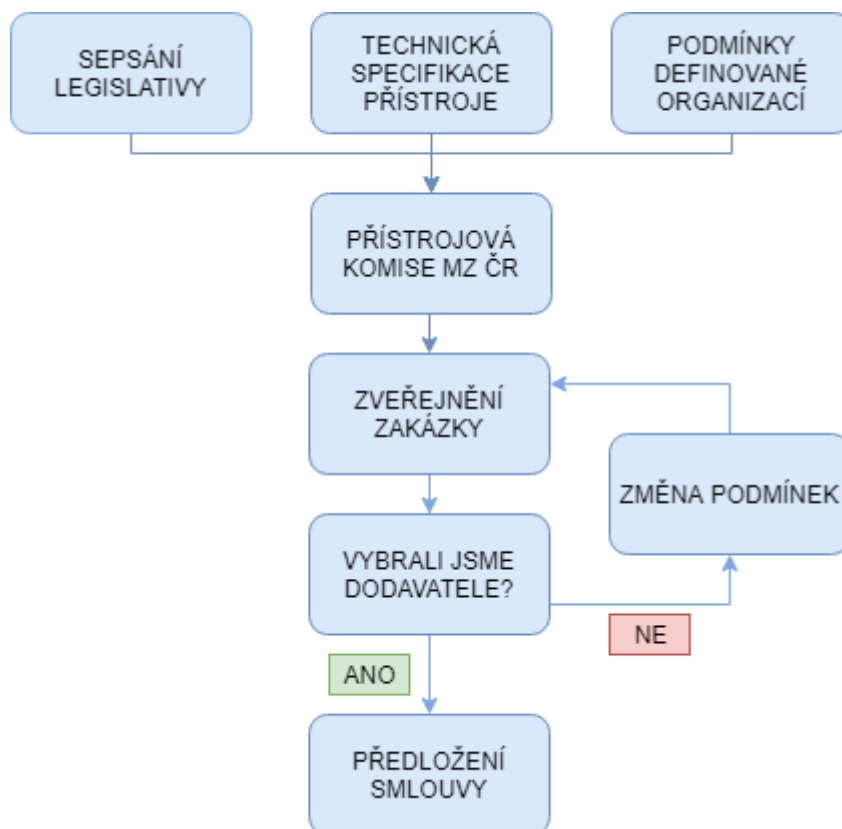 SEPSÁNÍ
LEGISLATIVY
TECHNICKÁ
SPECIFIKACE
PŘÍSTROJE
PODMÍNKY
DEFINOVANÉ
ORGANIZACÍ
PŘÍSTROJOVÁ
KOMISE MZ ČR
ZVEŘEJNĚNÍ
ZAKÁZKY
ZMĚNA PODMÍNEK
VYBRALI JSME
DODAVATELE?
NE
ANO
PŘEDLOŽENÍ
SMLOUVY